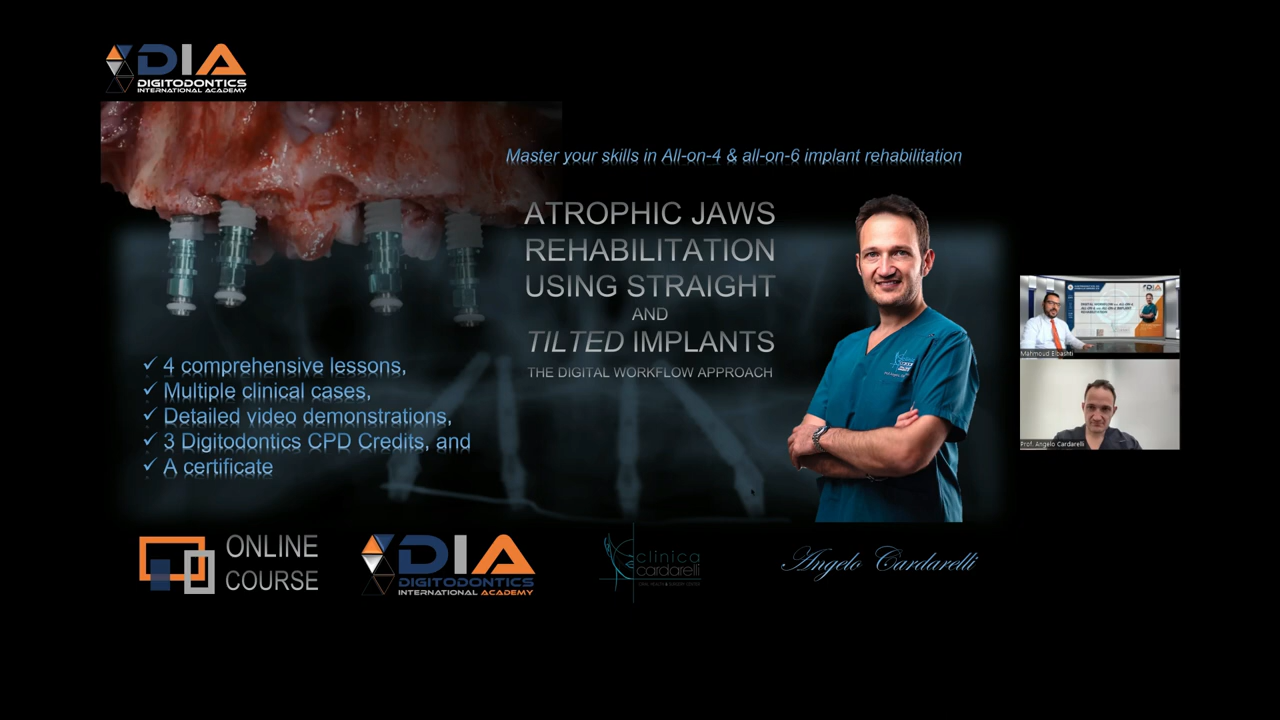 DIA
DIGITODONTICS
INTERNATIONAL ACADEMY
Master your skills in All-on-4 & all-on-6 implant rehabilitation
ATROPHIC JAWS
REHABILITATION
USING STRAIGHT
AND
TILTED IMPLANTS
THE DIGITAL WORKFLOW APPROACH
✓ 4 comprehensive lessons,
✓ Multiple clinical cases,
✓ Detailed video demonstrations,
✓ 3 Digitodontics CPD Credits, and
✓ A certificate
DIA
Mahmoud Elbashti
Prof. Angelo Cardarelli
ONLINE
COURSE
DIA
DIGITODONTICS
INTERNATIONAL ACADEMY
clinica
cardarelli
Angelo Cardarelli